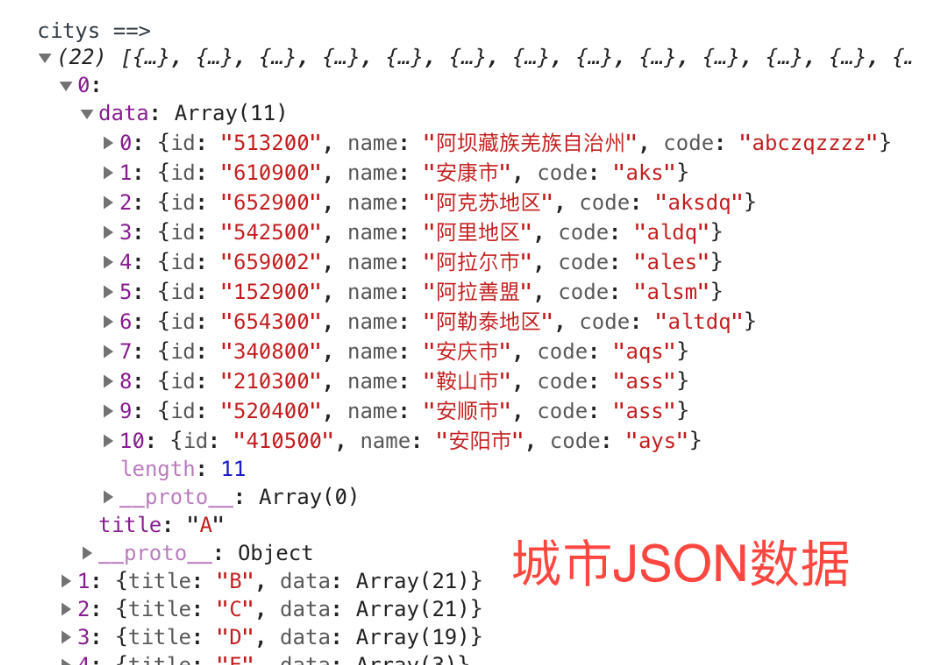 citys ==>
▼(22) [{…}, {…}, {…}, {…}, {…}, {…}, {…}, {…}, {…}, {…}, {…}, {…}, {…
▼0:
▼data: Array(11)
▶0: {id: "513200", name: "阿坝藏族羌族自治州", code: "abczqzzzz"}
▶1: {id: "610900", name: "安康市", code: "aks"}
▶2: {id: "652900", name: "阿克苏地区", code: "aksdq"}
▶3: {id: "542500", name: "阿里地区", code: "aldq"}
▶4: {id: "659002", name: "阿拉尔市", code: "ales"}
▶5: {id: "152900", name: "阿拉善盟", code: "alsm"}
▶6: {id: "654300", name: "阿勒泰地区", code: "altdq"}
▶7: {id: "340800", name: "安庆市", code: "aqs"}
▶8: {id: "210300", name: "鞍山市", code: "ass"}
▶9: {id: "520400", name: "安顺市", code: "ass"}
▶10: {id: "410500", name: "安阳市", code: "ays"}
length: 11
▶__proto__: Array(0)
title: "A"
▶__proto__: Object
城市JSON数据
▶1: {title: "B", data: Array(21)}
▶2: {title: "C", data: Array(21)}
▶3: {title: "D", data: Array(19)}
▶4: {title: "E", data: Array(3)}